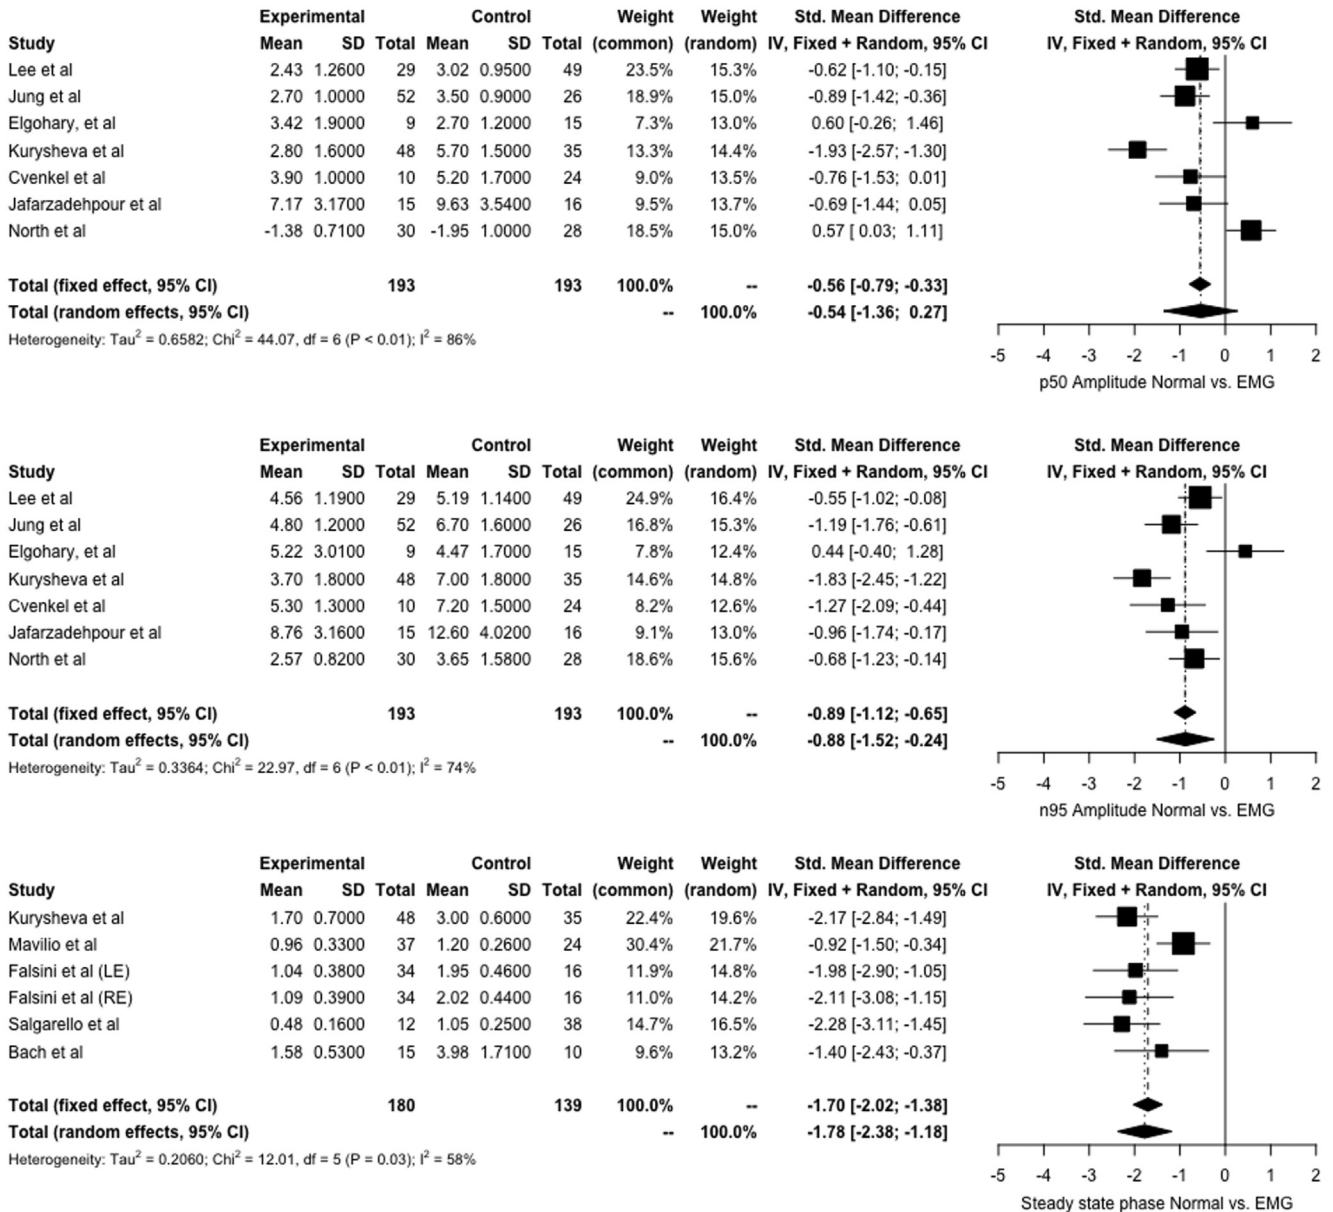 Experimental Control Weight Weight Std. Mean Difference Std. Mean Difference
Study Mean SD Total Mean SD Total (common) (random) IV, Fixed + Random, 95% CI IV, Fixed + Random, 95% CI
Lee et al 2.43 1.2600 29 3.02 0.9500 49 23.5% 15.3% -0.62 [-1.10; -0.15]
Jung et al 2.70 1.0000 52 3.50 0.9000 26 18.9% 15.0% -0.89 [-1.42; -0.36]
Elgohary, et al 3.42 1.9000 9 2.70 1.2000 15 7.3% 13.0% 0.60 [-0.26; 1.46]
Kurysheva et al 2.80 1.6000 48 5.70 1.5000 35 13.3% 14.4% -1.93 [-2.57; -1.30]
Cvenkel et al 3.90 1.0000 10 5.20 1.7000 24 9.0% 13.5% -0.76 [-1.53; 0.01]
Jafarzadehpour et al 7.17 3.1700 15 9.63 3.5400 16 9.5% 13.7% -0.69 [-1.44; 0.05]
North et al -1.38 0.7100 30 -1.95 1.0000 28 18.5% 15.0% 0.57 [ 0.03; 1.11]
Total (fixed effect, 95% CI) 193 193 100.0% -- -0.56 [-0.79; -0.33]
Total (random effects, 95% CI) -- 100.0% -0.54 [-1.36; 0.27]
Heterogeneity: Tau² = 0.6582; Chi² = 44.07, df = 6 (P < 0.01); I² = 86%
-5 -4 -3 -2 -1 0 1 2
p50 Amplitude Normal vs. EMG
Experimental Control Weight Weight Std. Mean Difference Std. Mean Difference
Study Mean SD Total Mean SD Total (common) (random) IV, Fixed + Random, 95% CI IV, Fixed + Random, 95% CI
Lee et al 4.56 1.1900 29 5.19 1.1400 49 24.9% 16.4% -0.55 [-1.02; -0.08]
Jung et al 4.80 1.2000 52 6.70 1.6000 26 16.8% 15.3% -1.19 [-1.76; -0.61]
Elgohary, et al 5.22 3.0100 9 4.47 1.7000 15 7.8% 12.4% 0.44 [-0.40; 1.28]
Kurysheva et al 3.70 1.8000 48 7.00 1.8000 35 14.6% 14.8% -1.83 [-2.45; -1.22]
Cvenkel et al 5.30 1.3000 10 7.20 1.5000 24 8.2% 12.6% -1.27 [-2.09; -0.44]
Jafarzadehpour et al 8.76 3.1600 15 12.60 4.0200 16 9.1% 13.0% -0.96 [-1.74; -0.17]
North et al 2.57 0.8200 30 3.65 1.5800 28 18.6% 15.6% -0.68 [-1.23; -0.14]
Total (fixed effect, 95% CI) 193 193 100.0% -- -0.89 [-1.12; -0.65]
Total (random effects, 95% CI) -- 100.0% -0.88 [-1.52; -0.24]
Heterogeneity: Tau² = 0.3364; Chi² = 22.97, df = 6 (P < 0.01); I² = 74%
-5 -4 -3 -2 -1 0 1 2
n95 Amplitude Normal vs. EMG
Experimental Control Weight Weight Std. Mean Difference Std. Mean Difference
Study Mean SD Total Mean SD Total (common) (random) IV, Fixed + Random, 95% CI IV, Fixed + Random, 95% CI
Kurysheva et al 1.70 0.7000 48 3.00 0.6000 35 22.4% 19.6% -2.17 [-2.84; -1.49]
Mavilio et al 0.96 0.3300 37 1.20 0.2600 24 30.4% 21.7% -0.92 [-1.50; -0.34]
Falsini et al (LE) 1.04 0.3800 34 1.95 0.4600 16 11.9% 14.8% -1.98 [-2.90; -1.05]
Falsini et al (RE) 1.09 0.3900 34 2.02 0.4400 16 11.0% 14.2% -2.11 [-3.08; -1.15]
Salgarello et al 0.48 0.1600 12 1.05 0.2500 38 14.7% 16.5% -2.28 [-3.11; -1.45]
Bach et al 1.58 0.5300 15 3.98 1.7100 10 9.6% 13.2% -1.40 [-2.43; -0.37]
Total (fixed effect, 95% CI) 180 139 100.0% -- -1.70 [-2.02; -1.38]
Total (random effects, 95% CI) -- 100.0% -1.78 [-2.38; -1.18]
Heterogeneity: Tau² = 0.2060; Chi² = 12.01, df = 5 (P = 0.03); I² = 58%
-5 -4 -3 -2 -1 0 1 2
Steady state phase Normal vs. EMG